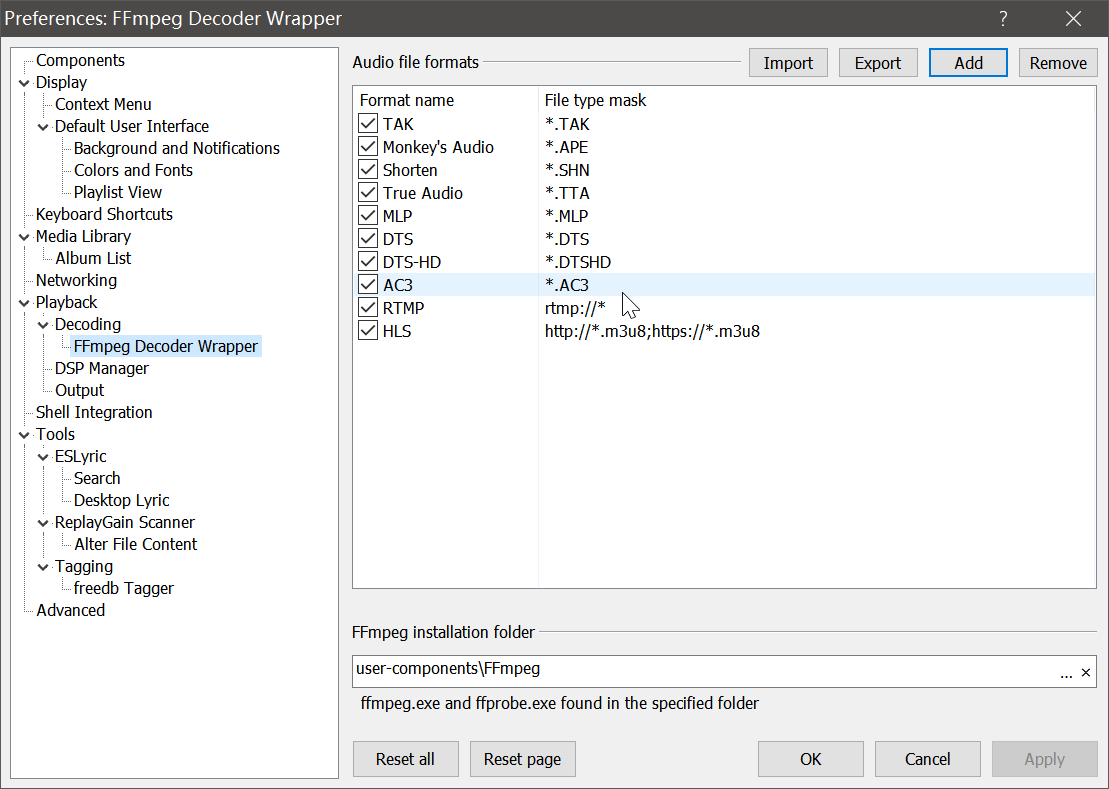 Preferences: FFmpeg Decoder Wrapper ?
Components
Display
Context Menu
Default User Interface
Background and Notifications
Colors and Fonts
Playlist View
Keyboard Shortcuts
Media Library
Album List
Networking
Playback
Decoding
FFmpeg Decoder Wrapper
DSP Manager
Output
Shell Integration
Tools
ESLyric
Search
Desktop Lyric
ReplayGain Scanner
Alter File Content
Tagging
freedb Tagger
Advanced
Audio file formats Import Export Add Remove
Format name File type mask
TAK *.TAK
Monkey's Audio *.APE
Shorten *.SHN
True Audio *.TTA
MLP *.MLP
DTS *.DTS
DTS-HD *.DTSHD
AC3 *.AC3
RTMP rtmp://*
HLS http://*.m3u8;https://*.m3u8
FFmpeg installation folder
user-components\FFmpeg ... ×
ffmpeg.exe and ffprobe.exe found in the specified folder
Reset all Reset page OK Cancel Apply